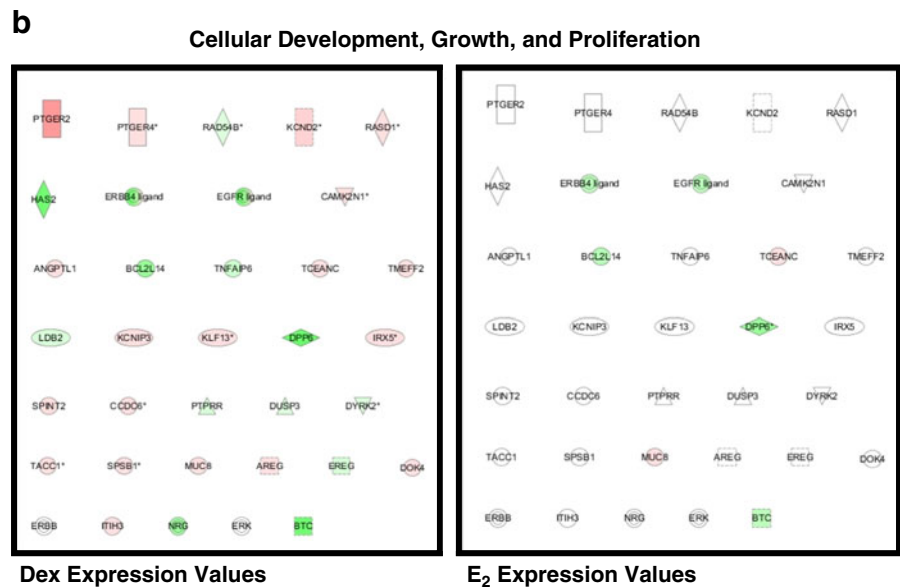 b
Cellular Development, Growth, and Proliferation
PTGER2
PTGER4*
RAD54B*
KCND2*
RASD1*
HAS2
ERBB4 ligand
EGFR ligand
CAMK2N1*
ANGPTL1
BCL2L14
TNFAIP6
TCEANC
TMEFF2
LDB2
KCNIP3
KLF13*
DPP6
IRX5*
SPINT2
CCDC6*
PTPRR
DUSP3
DYRK2*
TACC1*
SPSB1*
MUC8
AREG
EREG
DOK4
ERBB
ITIH3
NRG
ERK
BTC
Dex Expression Values
PTGER2
PTGER4
RAD54B
KCND2
RASD1
HAS2
ERBB4 ligand
EGFR ligand
CAMK2N1
ANGPTL1
BCL2L14
TNFAIP6
TCEANC
TMEFF2
LDB2
KCNIP3
KLF13
DPP6*
IRX5
SPINT2
CCDC6
PTPRR
DUSP3
DYRK2
TACC1
SPSB1
MUC8
AREG
EREG
DOK4
ERBB
ITIH3
NRG
ERK
BTC
E₂ Expression Values